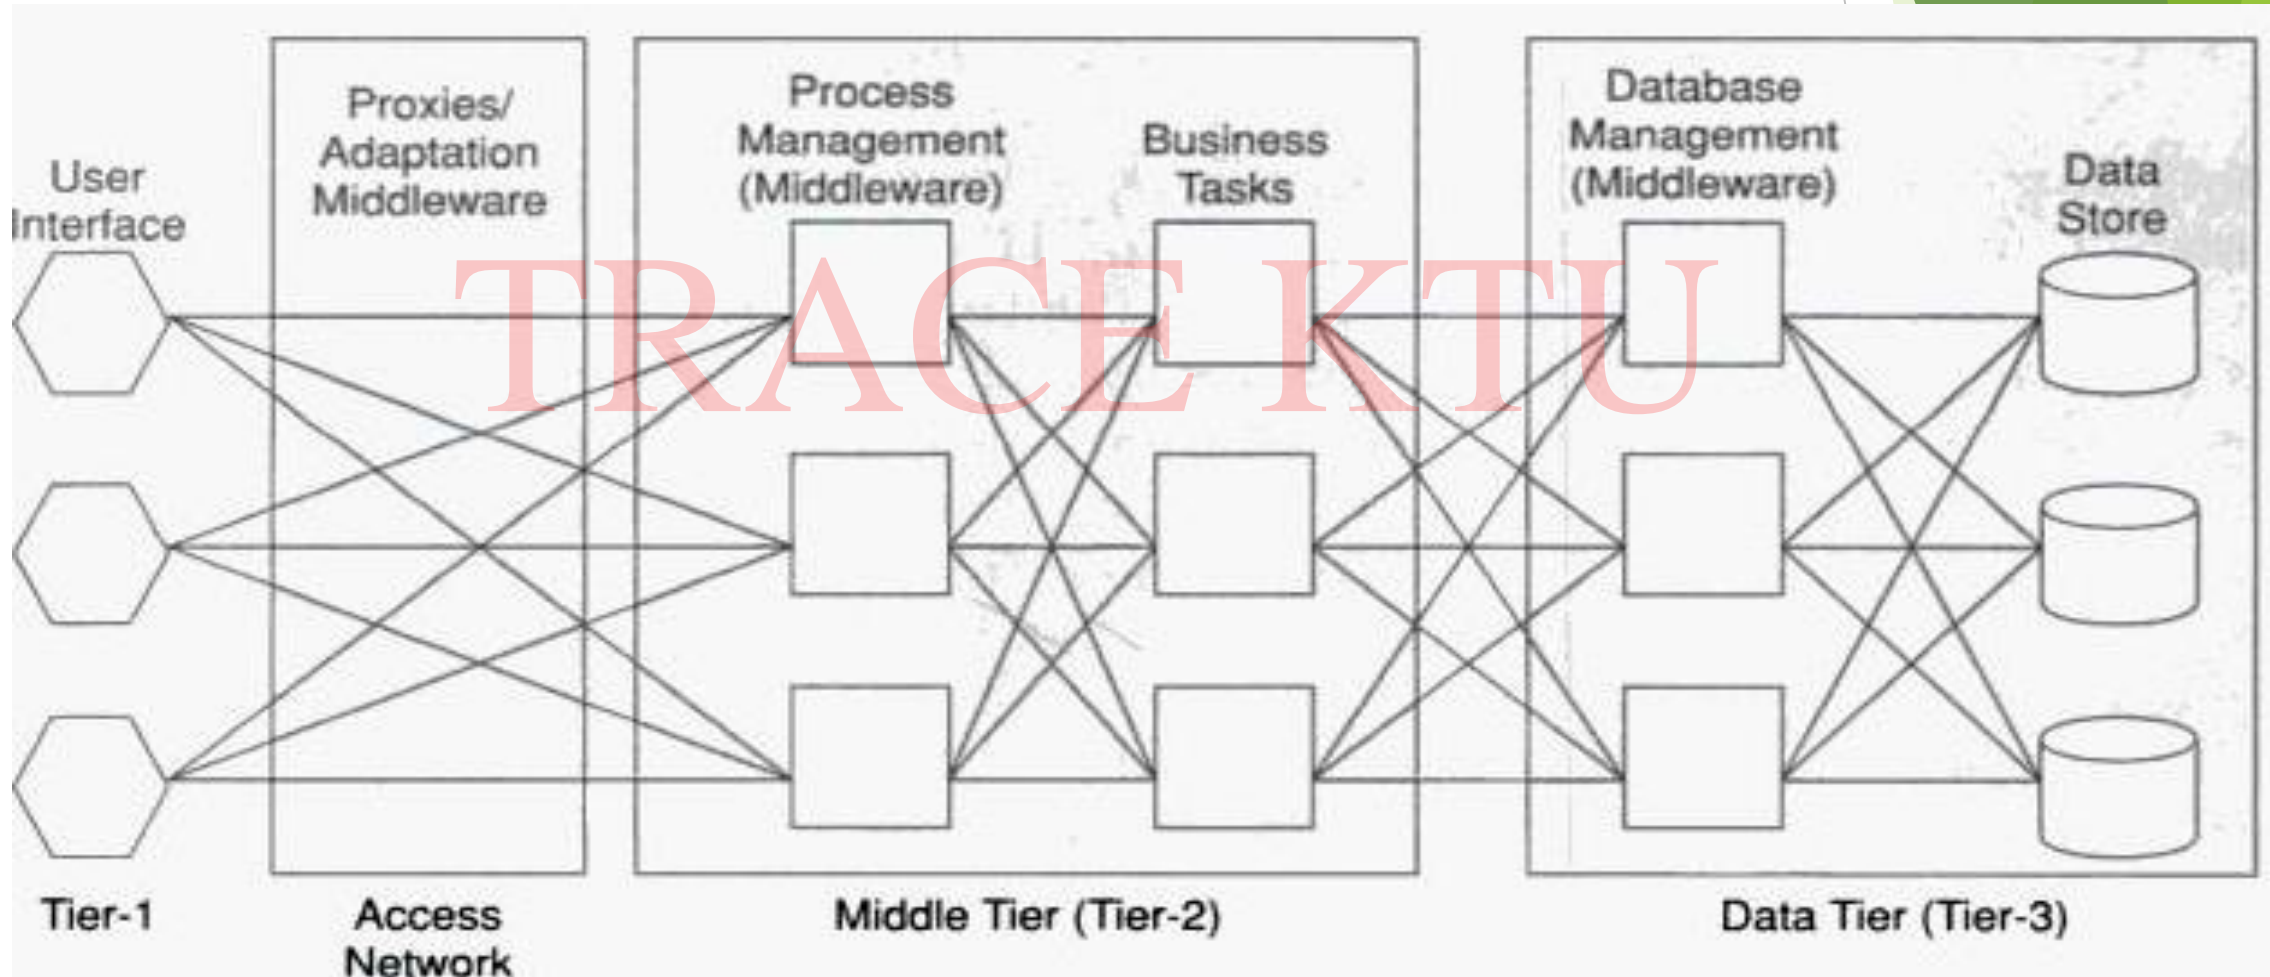 User
Interface
Proxies/
Adaptation
Middleware
Process
Management
(Middleware)
Business
Tasks
Database
Management
(Middleware)
Data
Store
TRACE KTU
Tier-1
Access
Network
Middle Tier (Tier-2)
Data Tier (Tier-3)